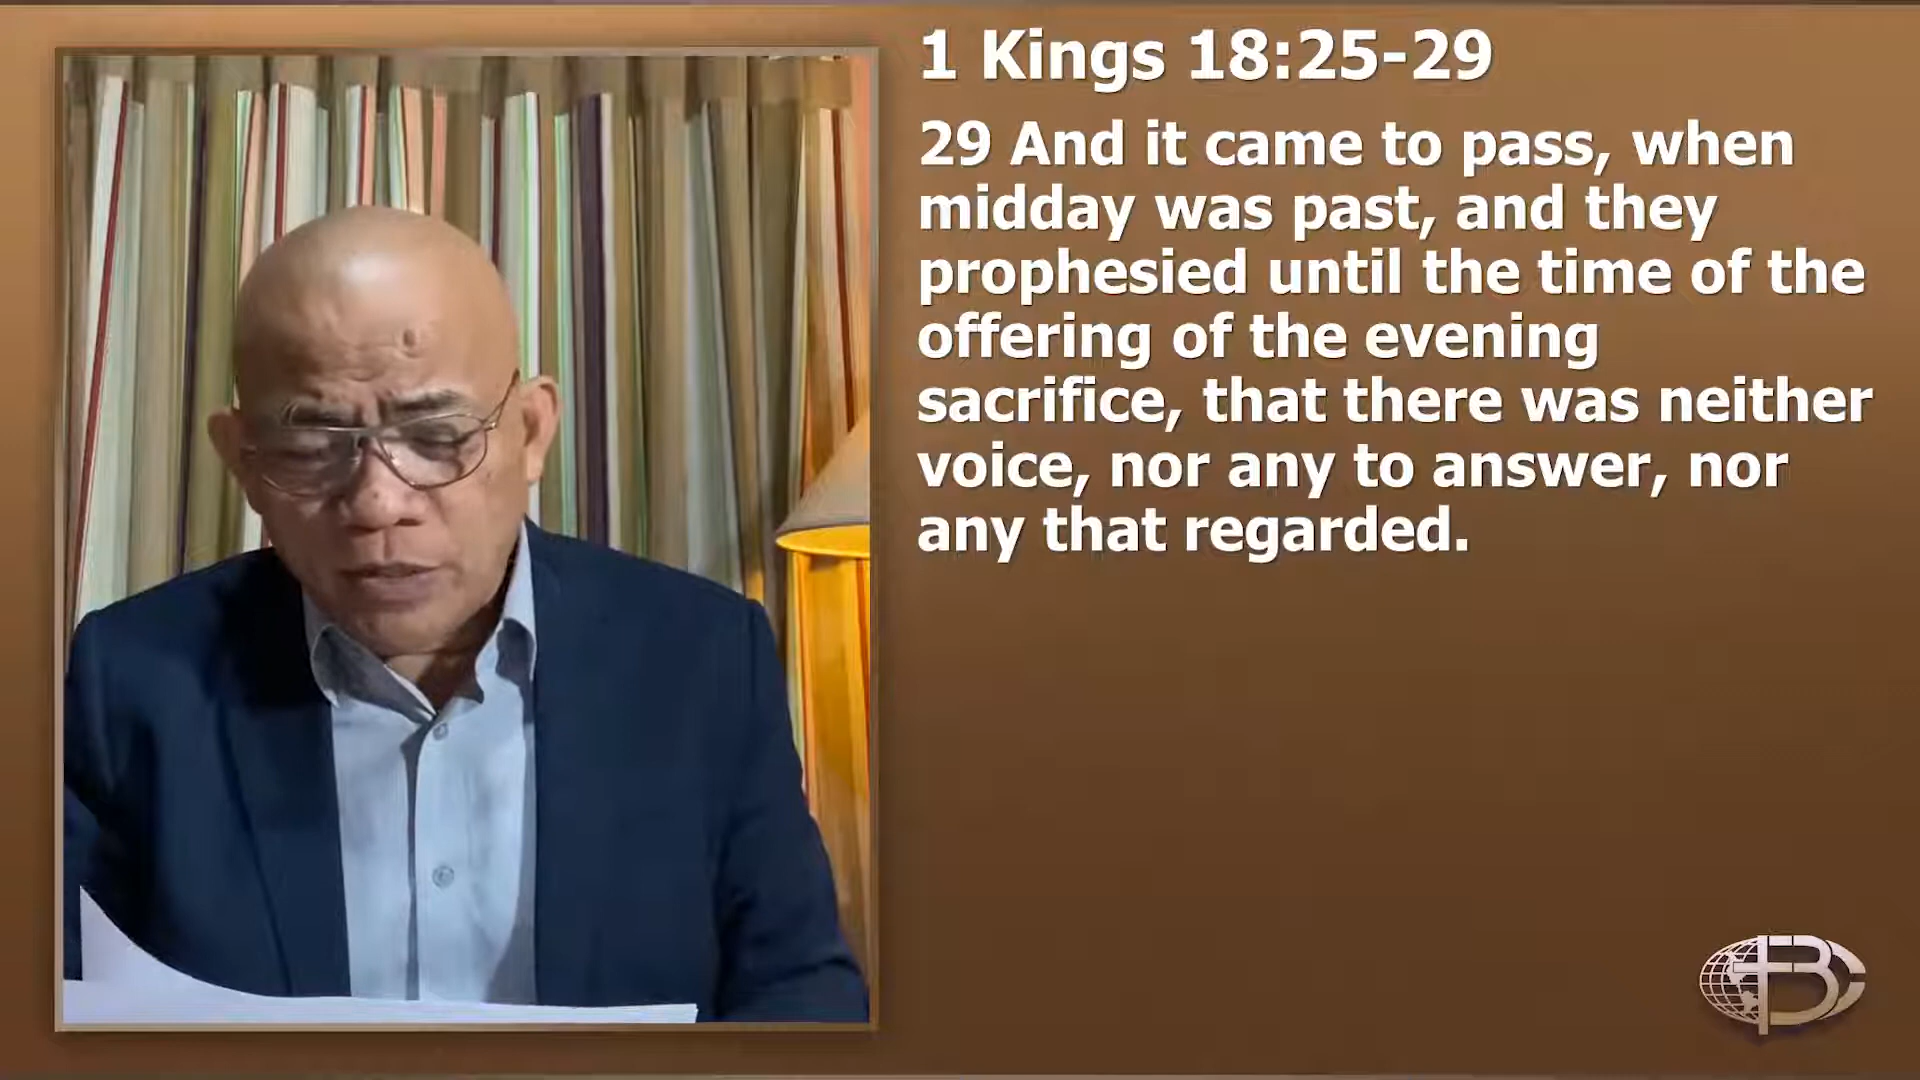 1 Kings 18:25-29
29 And it came to pass, when
midday was past, and they
prophesied until the time of the
offering of the evening
sacrifice, that there was neither
voice, nor any to answer, nor
any that regarded.
FBC